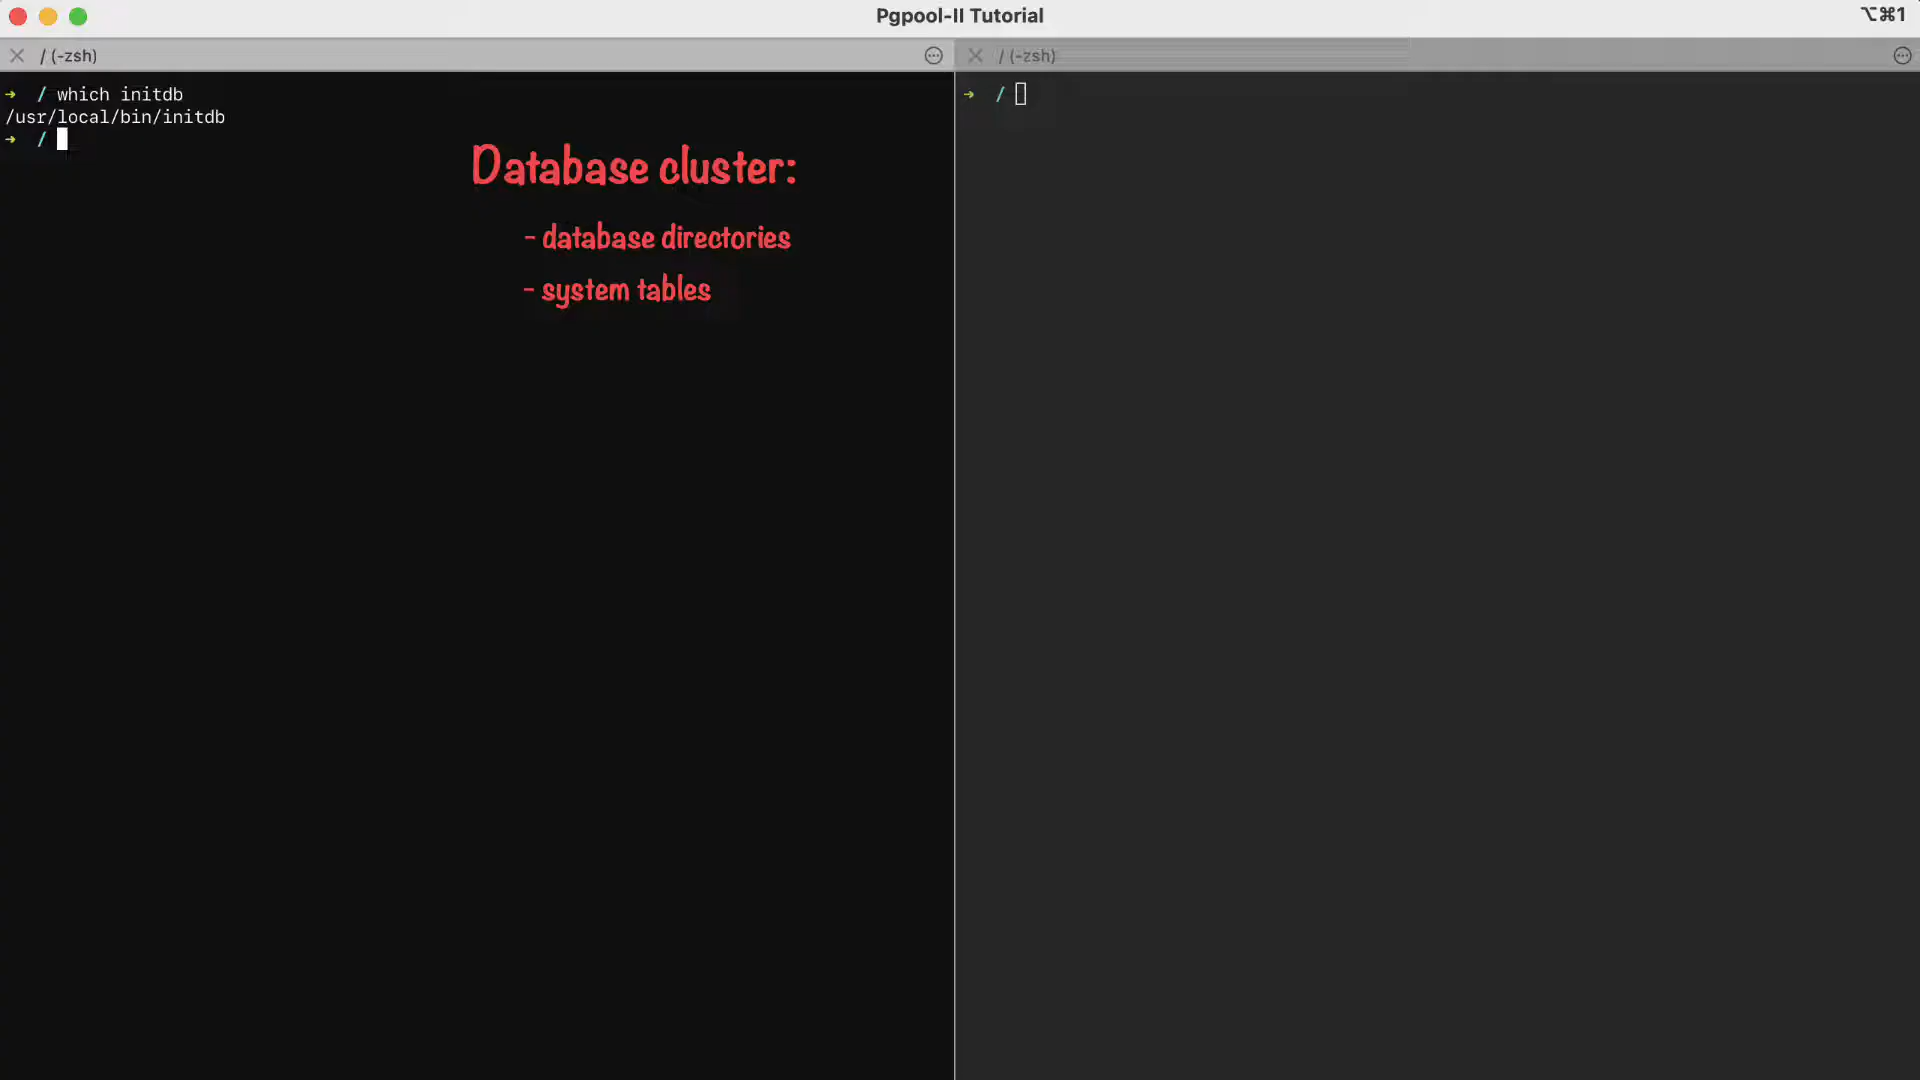 Pgpool-II Tutorial
⌥⌘1
/ (-zsh)
/ (-zsh)
➜ / which initdb
/usr/local/bin/initdb
➜ /
Database cluster:
- database directories
- system tables
➜ /